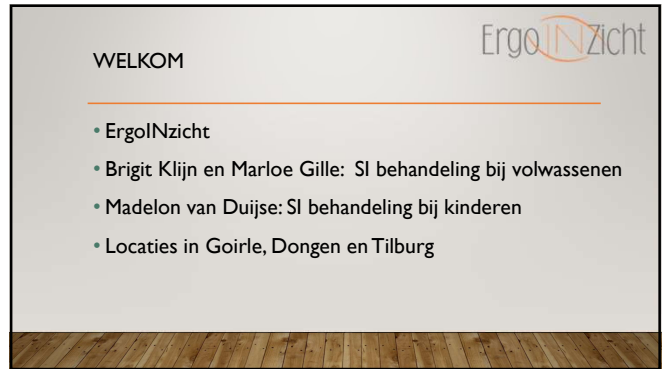 ErgoINZicht
WELKOM
• ErgoINzicht
• Brigit Klijn en Marloe Gille: SI behandeling bij volwassenen
• Madelon van Duijse: SI behandeling bij kinderen
• Locaties in Goirle, Dongen en Tilburg